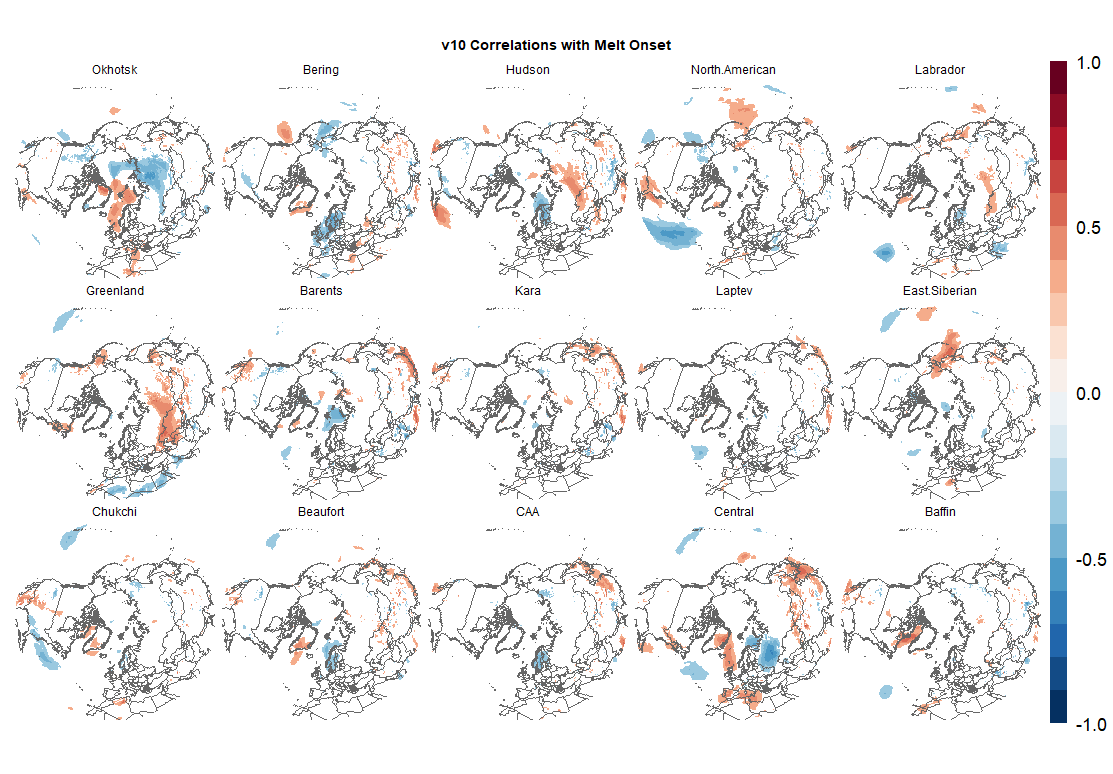 v10 Correlations with Melt Onset
Okhotsk
Bering
Hudson
North.American
Labrador
Greenland
Barents
Kara
Laptev
East.Siberian
Chukchi
Beaufort
CAA
Central
Baffin
1.0
0.5
0.0
-0.5
-1.0